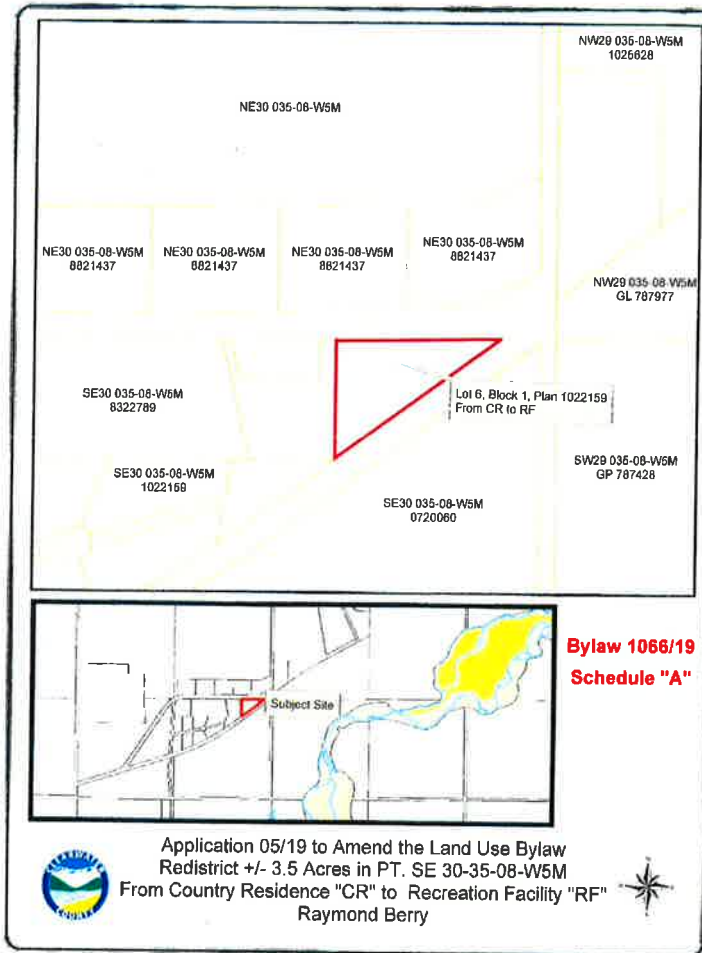 NW29 035-08-W5M
1026628
NE30 035-08-W5M
NE30 035-08-W5M
8821437
NE30 035-08-W5M
8821437
NE30 035-08-W5M
8821437
NE30 035-08-W5M
8821437
NW29 035-08-W5M
GL 787977
SE30 035-08-W5M
8322789
Lot 6, Block 1, Plan 1022159
From CR to RF
SE30 035-08-W5M
1022159
SW29 035-08-W5M
GP 787428
SE30 035-08-W5M
0720060
Subject Site
Bylaw 1066/19
Schedule "A"
Application 05/19 to Amend the Land Use Bylaw
Redistrict +/- 3.5 Acres in PT. SE 30-35-08-W5M
From Country Residence "CR" to Recreation Facility "RF"
Raymond Berry
CLEARWATER
COUNTY